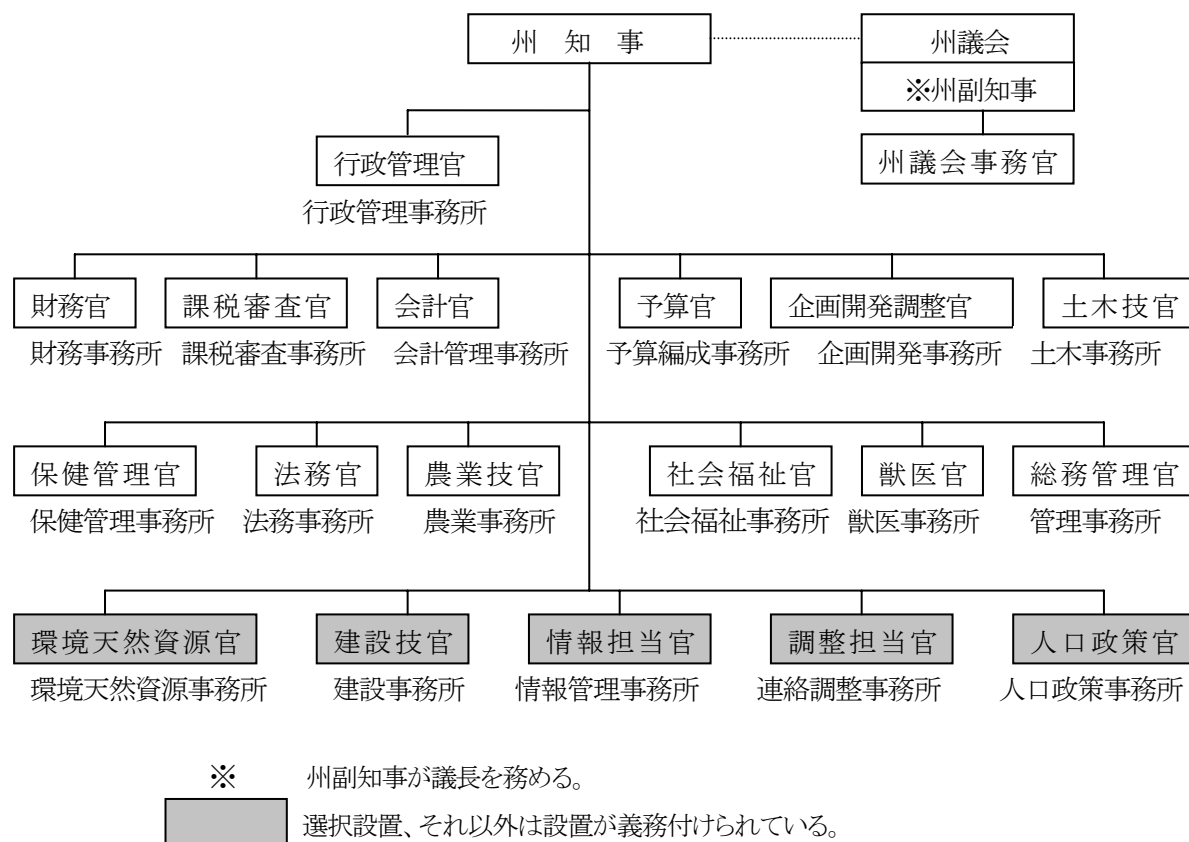 州知事
州議会
※州副知事
州議会事務官
行政管理官
行政管理事務所
財務官 課税審査官 会計官 予算官 企画開発調整官 土木技官
財務事務所 課税審査事務所 会計管理事務所 予算編成事務所 企画開発事務所 土木事務所
保健管理官 法務官 農業技官 社会福祉官 獣医官 総務管理官
保健管理事務所 法務事務所 農業事務所 社会福祉事務所 獣医事務所 管理事務所
環境天然資源官 建設技官 情報担当官 調整担当官 人口政策官
環境天然資源事務所 建設事務所 情報管理事務所 連絡調整事務所 人口政策事務所
※ 州副知事が議長を務める。
選択設置、それ以外は設置が義務付けられている。